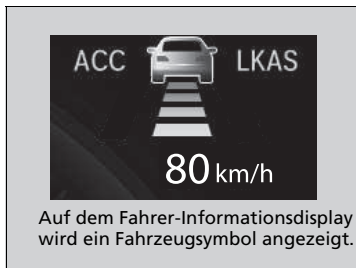 ACC LKAS
80 km/h
Auf dem Fahrer-Informationsdisplay
wird ein Fahrzeugsymbol angezeigt.